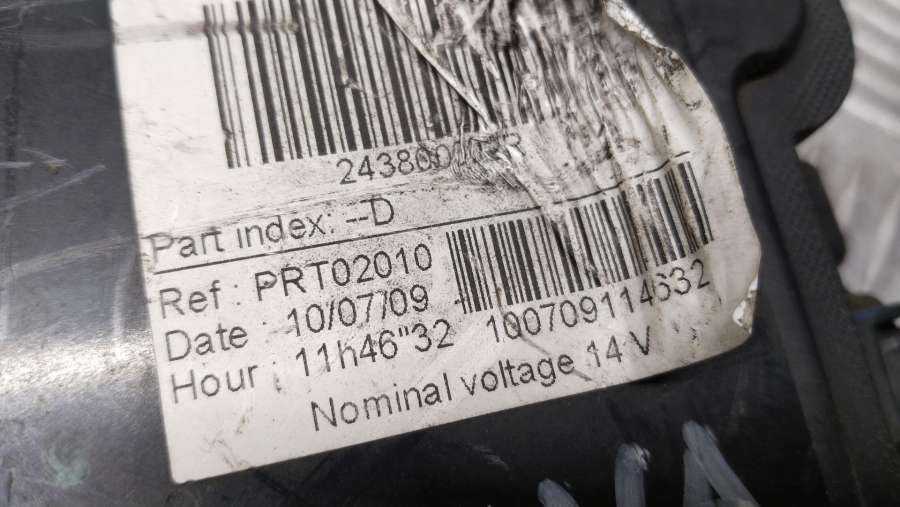 Part index: --D
Ref : PRT02010
Date : 10/07/09
Hour : 11h46"32
100709114632
Nominal voltage 14 V